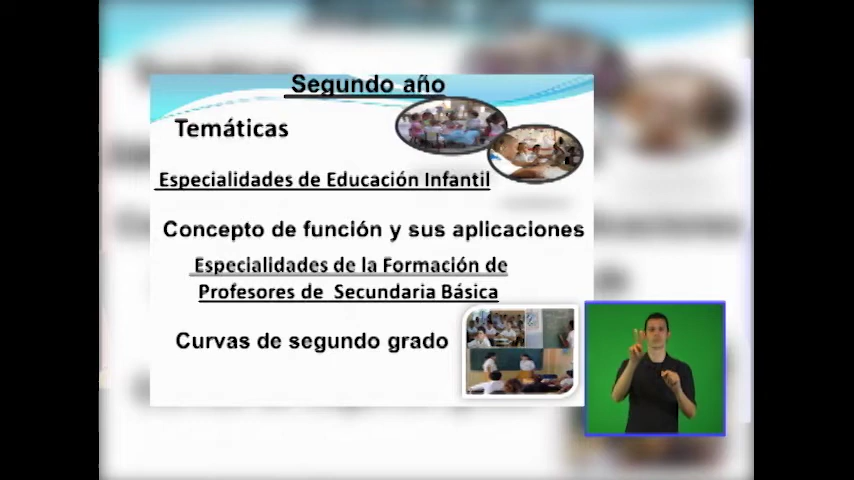 Segundo año
Temáticas
Especialidades de Educación Infantil
Concepto de función y sus aplicaciones
Especialidades de la Formación de
Profesores de Secundaria Básica
Curvas de segundo grado